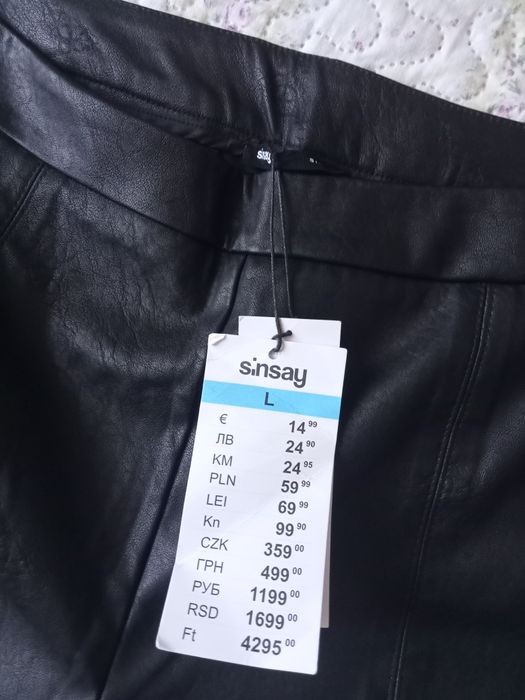 sinsay
sinsay
L
€ 14 99
ЛВ 24 90
KM 24 95
PLN 59 99
LEI 69 99
Kn 99 90
CZK 359 00
ГРН 499 00
РУБ 1199 00
RSD 1699 00
Ft 4295 00